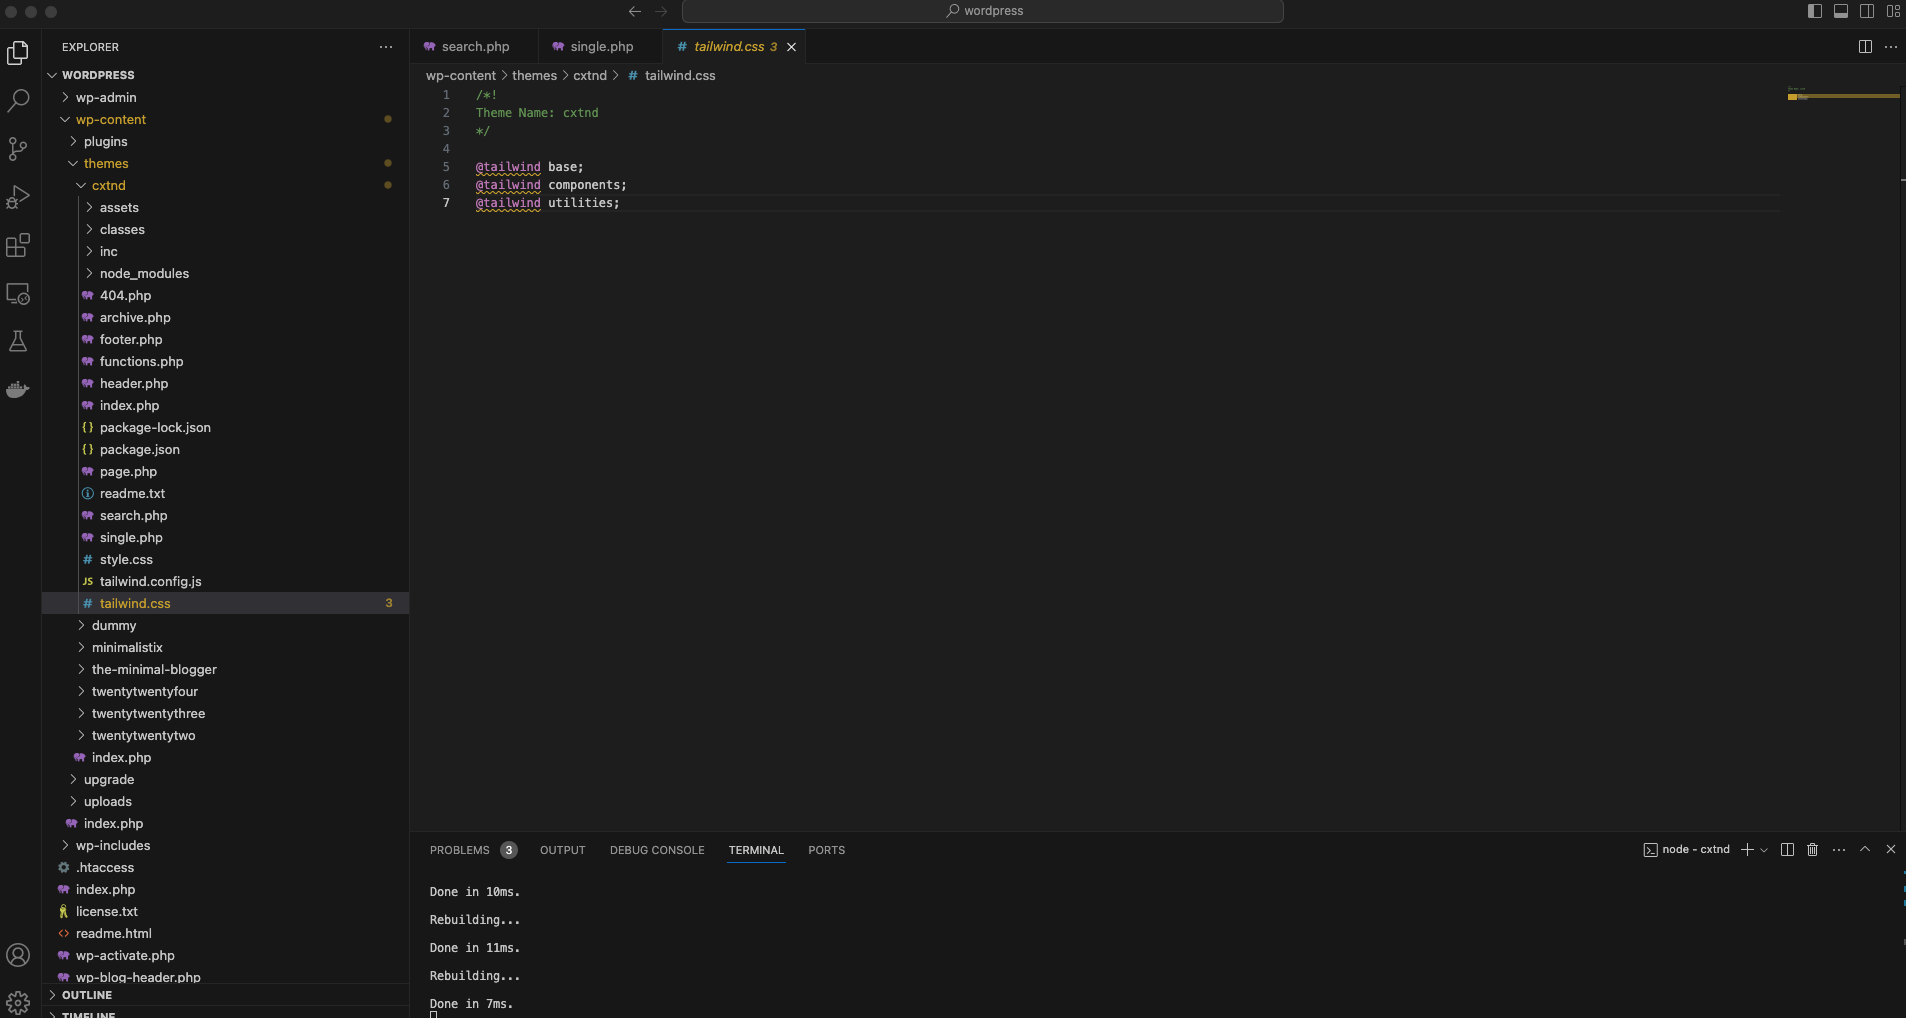 wordpress
EXPLORER
WORDPRESS
wp-admin
wp-content
plugins
themes
cxtnd
assets
classes
inc
node_modules
404.php
archive.php
footer.php
functions.php
header.php
index.php
package-lock.json
package.json
page.php
readme.txt
search.php
single.php
style.css
JS tailwind.config.js
# tailwind.css 3
dummy
minimalistix
the-minimal-blogger
twentytwentyfour
twentytwentythree
twentytwentytwo
index.php
upgrade
uploads
index.php
wp-includes
.htaccess
index.php
license.txt
readme.html
wp-activate.php
wp-blog-header.php
OUTLINE
TIMELINE
search.php single.php # tailwind.css 3
wp-content > themes > cxtnd > # tailwind.css
1 /*!
2 Theme Name: cxtnd
3 */
4
5 @tailwind base;
6 @tailwind components;
7 @tailwind utilities;
PROBLEMS 3 OUTPUT DEBUG CONSOLE TERMINAL PORTS
node - cxtnd
Done in 10ms.
Rebuilding...
Done in 11ms.
Rebuilding...
Done in 7ms.